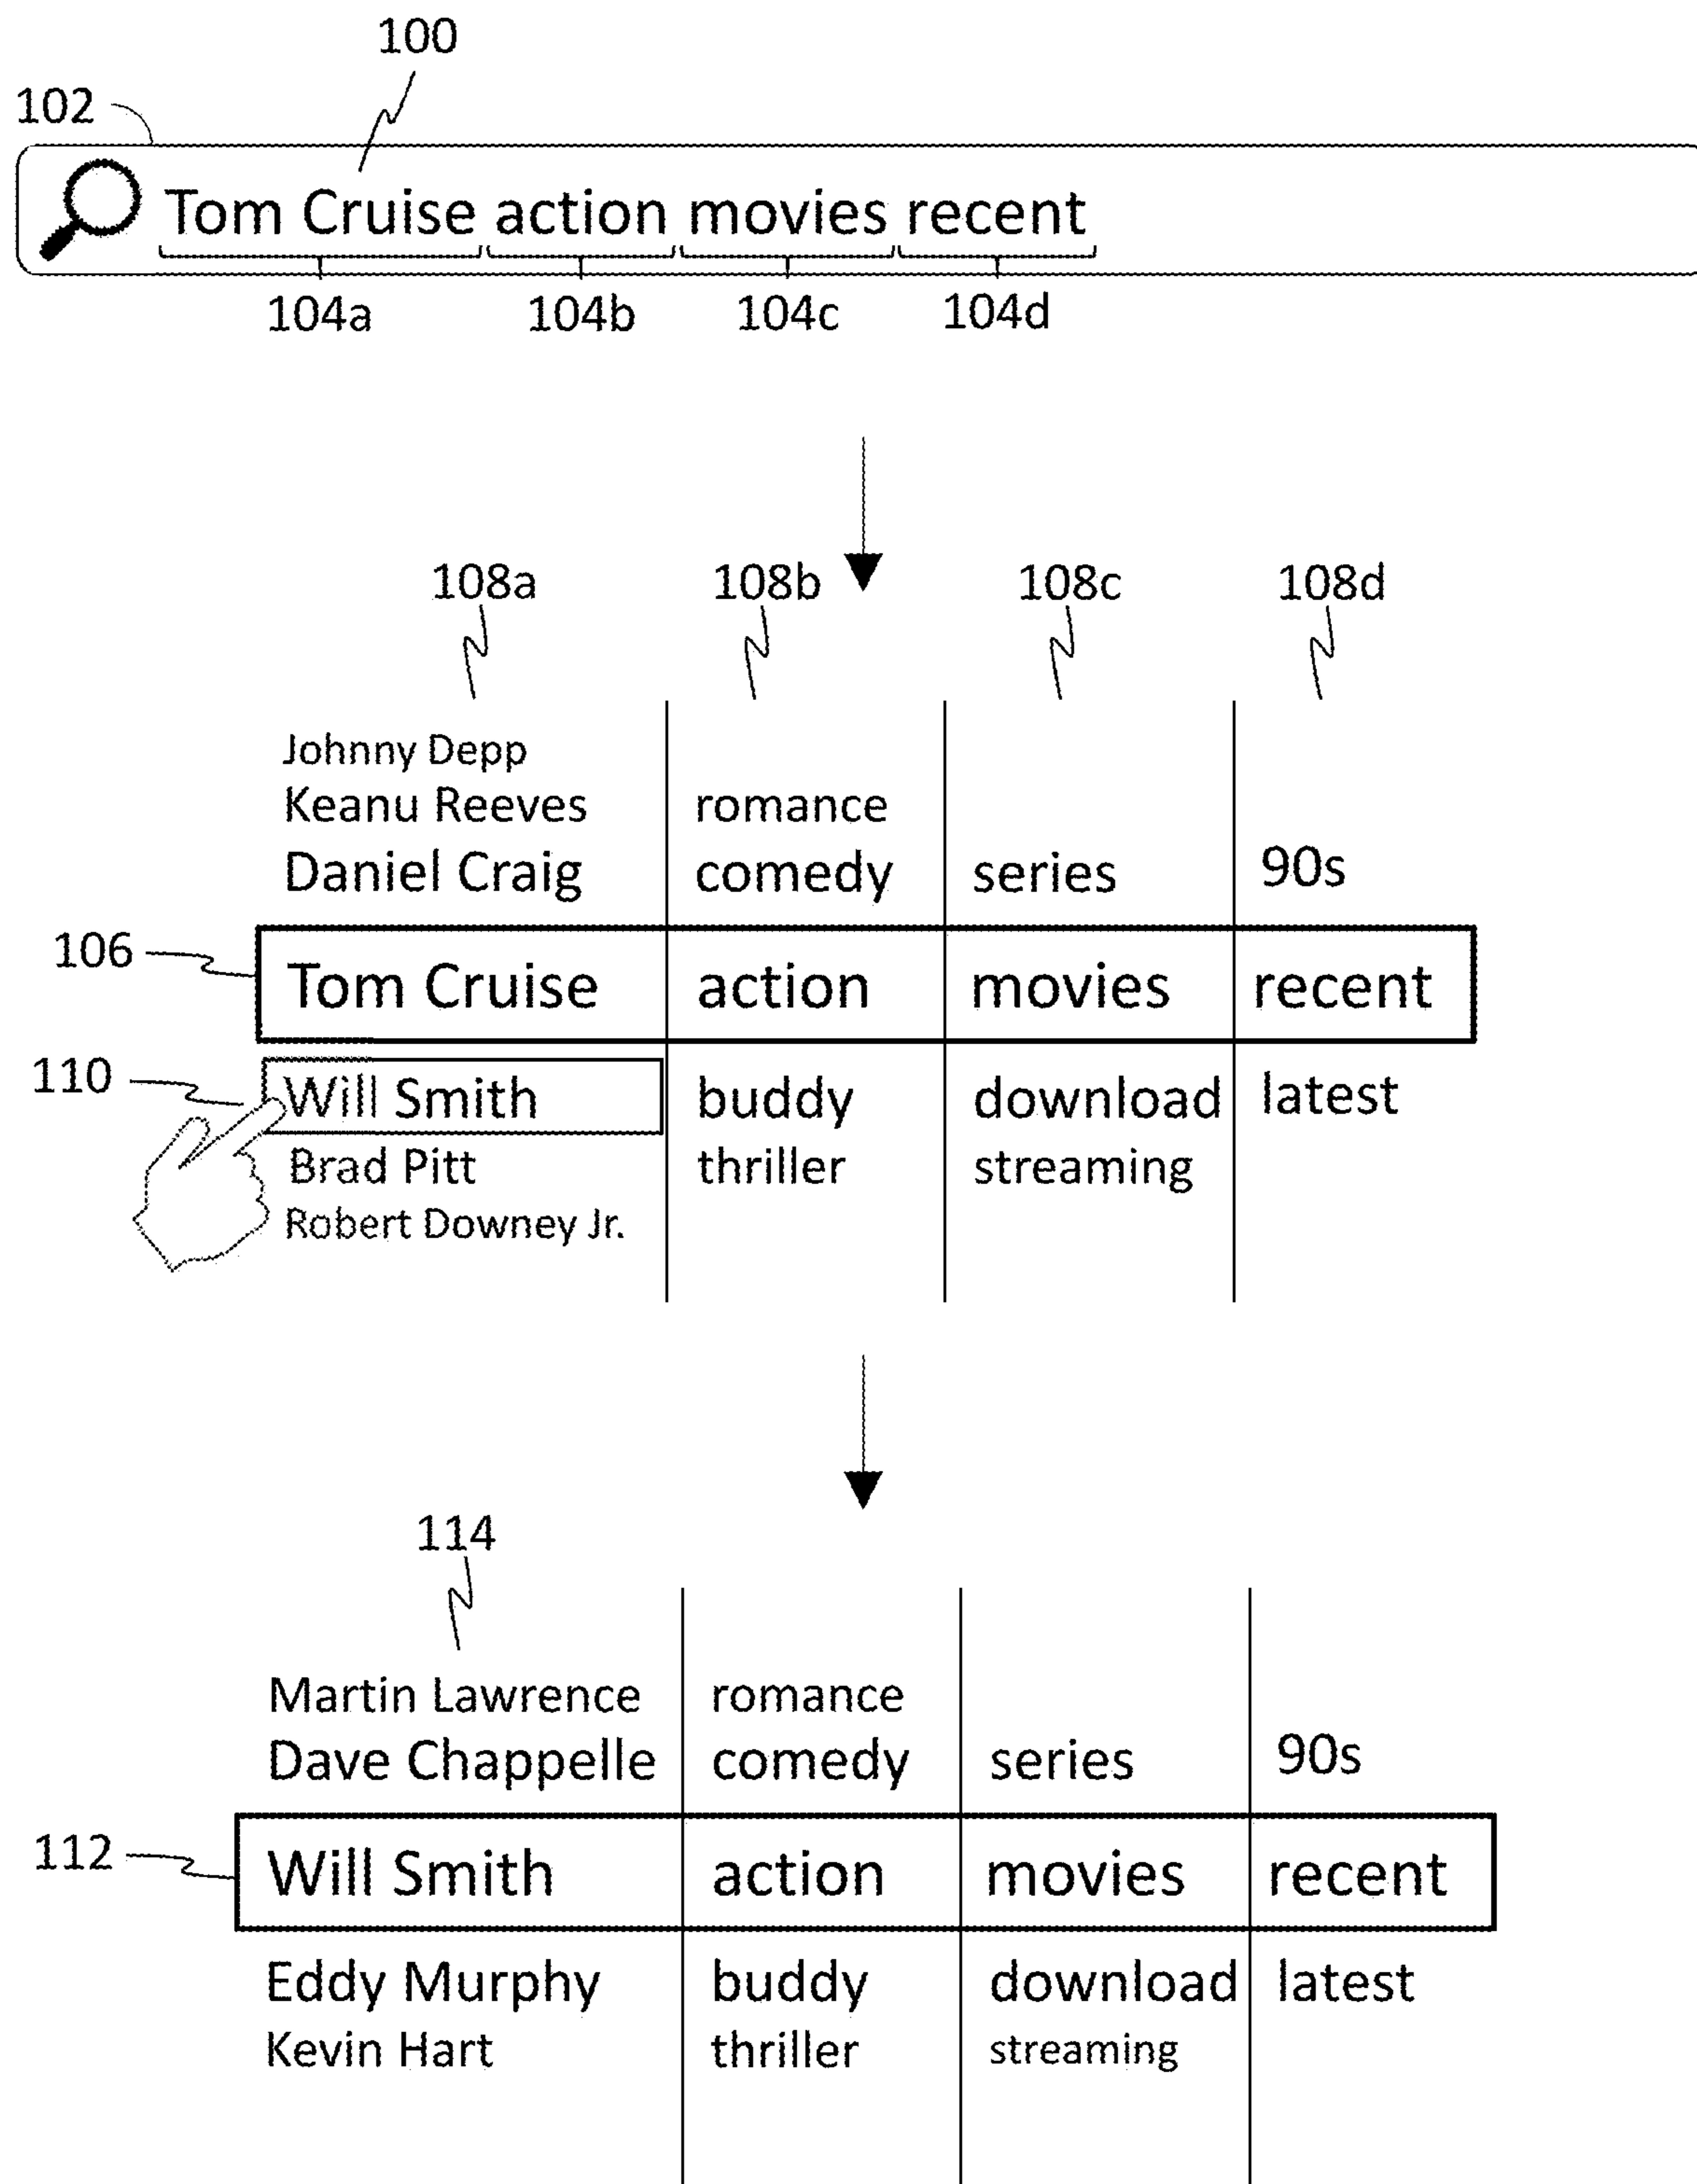 100
102
Tom Cruise action movies recent
104a 104b 104c 104d
108a 108b 108c 108d
Johnny Depp
Keanu Reeves romance
Daniel Craig comedy series 90s
106 Tom Cruise action movies recent
110 Will Smith buddy download latest
Brad Pitt thriller streaming
Robert Downey Jr.
114
Martin Lawrence romance
Dave Chappelle comedy series 90s
112 Will Smith action movies recent
Eddy Murphy buddy download latest
Kevin Hart thriller streaming